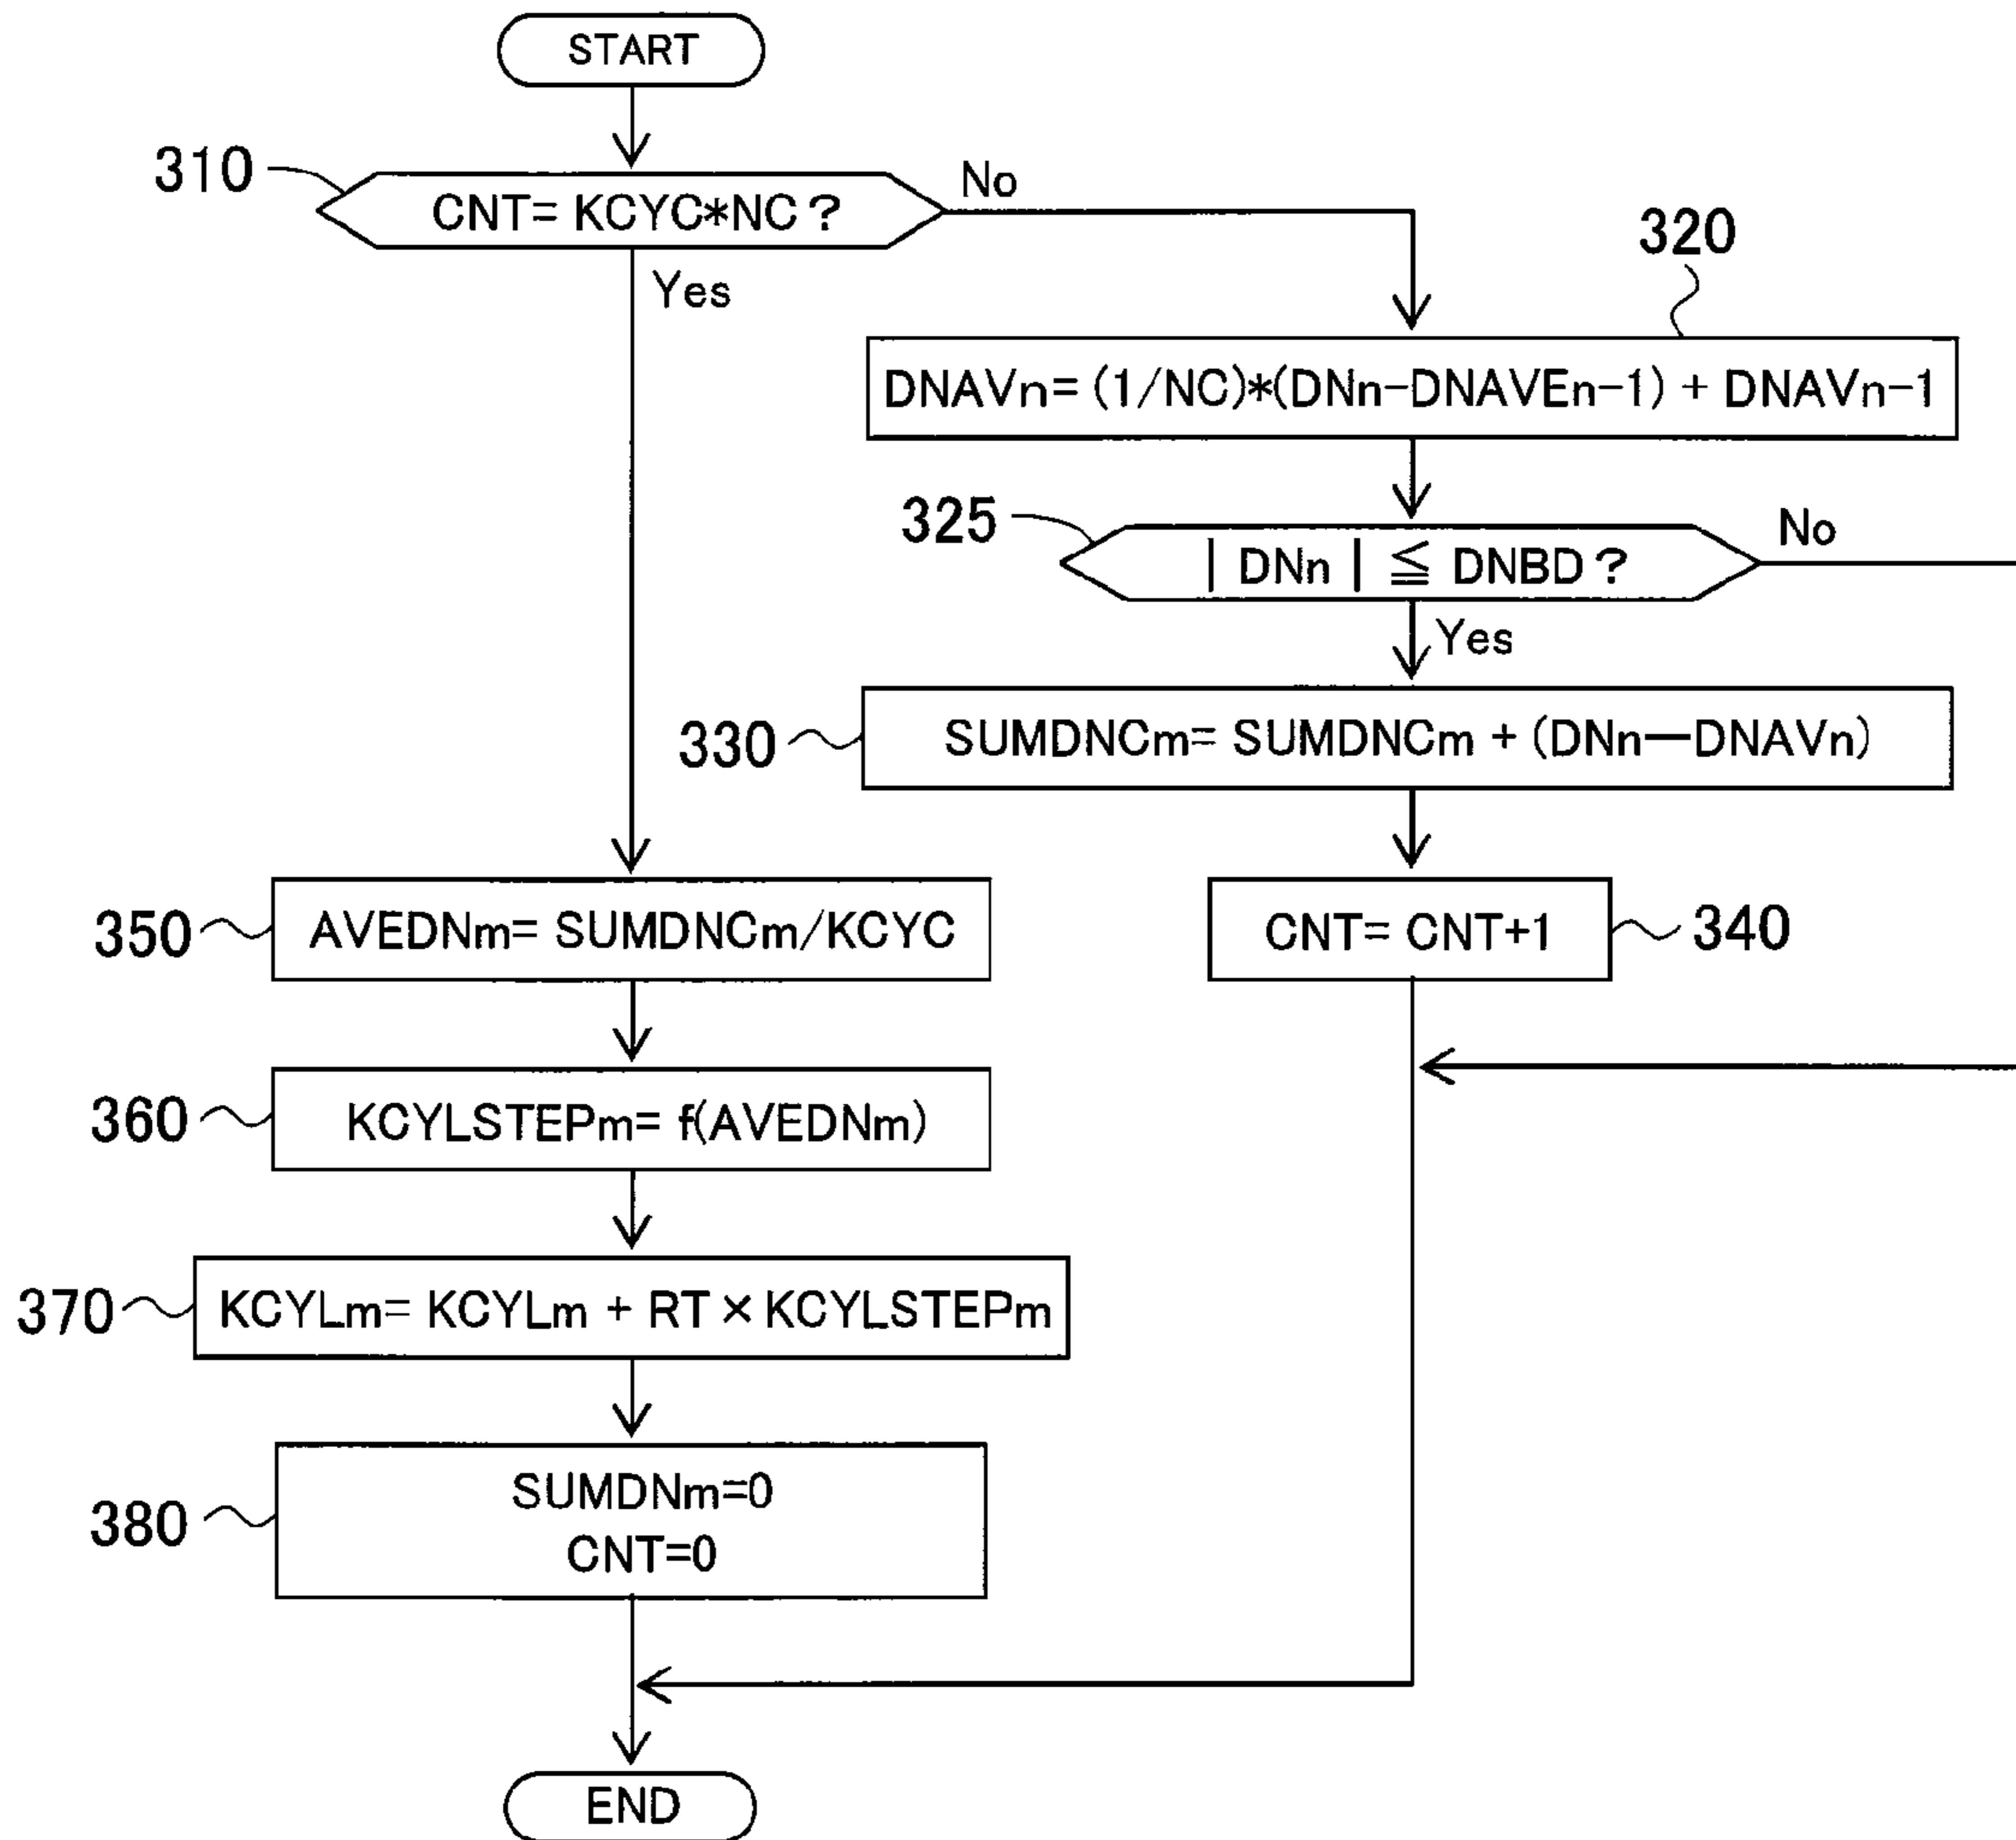 START
310
CNT= KCYC*NC ?
No
Yes
320
DNAVn= (1/NC)*(DNn-DNAVEn-1) + DNAVn-1
325
| DNn | ≦ DNBD ?
No
Yes
330
SUMDNCm= SUMDNCm + (DNn—DNAVn)
350
AVEDNm= SUMDNCm/KCYC
CNT= CNT+1
340
360
KCYLSTEPm= f(AVEDNm)
370
KCYLm= KCYLm + RT × KCYLSTEPm
380
SUMDNm=0
CNT=0
END